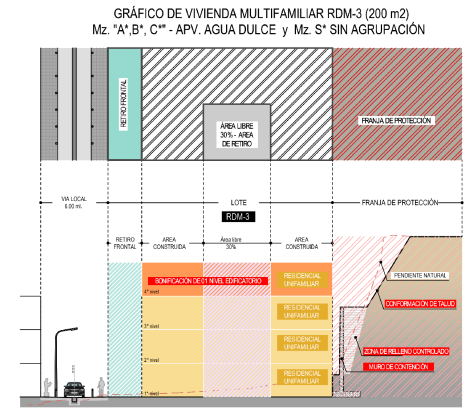 GRÁFICO DE VIVIENDA MULTIFAMILIAR RDM-3 (200 m2)
Mz. "A*,B*, C*" - APV. AGUA DULCE y Mz. S* SIN AGRUPACIÓN
RETIRO FRONTAL
ÁREA LIBRE
30% - AREA
DE RETIRO
FRANJA DE PROTECCIÓN
VIA LOCAL
6.00 ml.
LOTE
RDM-3
FRANJA DE PROTECCIÓN
RETIRO
FRONTAL
AREA
CONSTRUIDA
Área libre
30%
AREA
CONSTRUIDA
BONIFICACIÓN DE 01 NIVEL EDIFICATORIO
RESIDENCIAL
UNIFAMILIAR
PENDIENTE NATURAL
4° nivel
RESIDENCIAL
UNIFAMILIAR
CONFORMACIÓN DE TALUD
3° nivel
RESIDENCIAL
UNIFAMILIAR
ZONA DE RELLENO CONTROLADO
2° nivel
MURO DE CONTENCIÓN
RESIDENCIAL
UNIFAMILIAR
1° nivel